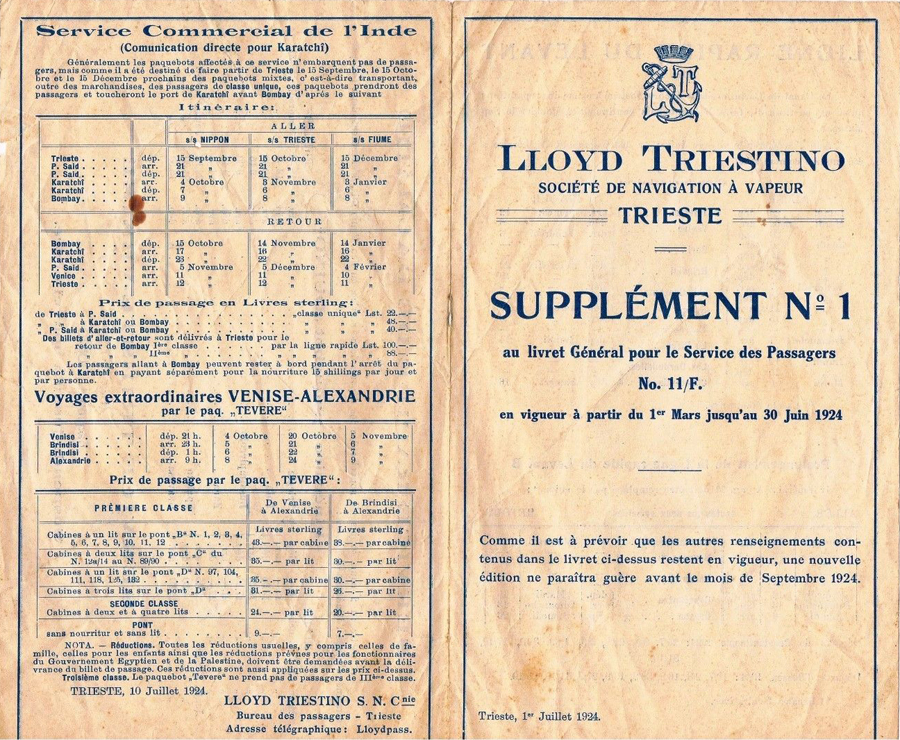 Service Commercial de l'Inde
(Comunication directe pour Karatchî)
Généralement les paquebots affectés à ce service n'embarquent pas de passa-
gers, mais comme il a été destiné de faire partir de Trieste le 15 Septembre, le 15 Octo-
bre et le 15 Décembre prochains des paquebots mixtes, c'est-à-dire transportant,
outre des marchandises, des passagers de classe unique, ces paquebots prendront des
passagers et toucheront le port de Karatchî avant Bombay d'après le suivant
Itinéraire:
ALLER
s/s NIPPON s/s TRIESTE s/s FIUME
Trieste . . . . . dép. 15 Septembre 15 Octobre 15 Décembre
P. Said . . . . . arr. 21 „ 21 „ 21 „
P. Said . . . . . dép. 21 „ 21 „ 21 „
Karatchî . . . . arr. 4 Octobre 3 Novembre 3 Janvier
Karatchî . . . . dép. 7 „ 6 „ 6 „
Bombay . . . . . arr. 9 „ 8 „ 8 „
RETOUR
Bombay . . . . . dép. 15 Octobre 14 Novembre 14 Janvier
Karatchî . . . . arr. 17 „ 16 „ 16 „
Karatchî . . . . dép. 23 „ 22 „ 22 „
P. Said . . . . . arr. 5 Novembre 5 Décembre 4 Février
Venice . . . . . arr. 11 „ 11 „ 10 „
Trieste . . . . . arr. 12 „ 12 „ 11 „
Prix de passage en Livres sterling:
de Trieste à P. Said . . . . . „classe unique“ Lst. 22.—.—
„ „ à Karatchî ou Bombay . . . . . „ „ „ 48.—.—
„ P. Said à Karatchî ou Bombay . . . . . „ „ „ 40.—.—
Des billets d'aller-et-retour sont délivrés à Trieste pour le
retour de Bombay Ière classe . . . . . par la ligne rapide Lst. 100.—.—
„ „ „ IIème „ . . . . . „ „ „ „ „ 88.—.—
Les passagers allant à Bombay peuvent rester à bord pendant l'arrêt du pa-
quebot à Karatchî en payant séparément pour la nourriture 15 shillings par jour et
par personne.
Voyages extraordinaires VENISE-ALEXANDRIE
par le paq. „TEVERE“
Venise . . . . . dép. 21 h. 4 Octobre 20 Octobre 5 Novembre
Brindisi . . . . . arr. 23 h. 5 „ 21 „ 6 „
Brindisi . . . . . dép. 1 h. 6 „ 22 „ 7 „
Alexandrie . . . . arr. 9 h. 8 „ 24 „ 9 „
Prix de passage par le paq. „TEVERE“:
PRÉMIERE CLASSE De Venise à Alexandrie De Brindisi à Alexandrie
Livres sterling Livres sterling
Cabines à un lit sur le pont „B“ N. 1, 2, 3, 4,
5, 6, 7, 8, 9, 10, 11, 12 . . . . . 43.—.— par cabine 38.—.— par cabine
Cabines à deux lits sur le pont „C“ du
N. 12a/14 au N. 89/90 . . . . . 35.—.— par lit 30.—.— par lit
Cabines à un lit sur le pont „D“ N. 97, 104,
111, 118, 125, 132 . . . . . 35.—.— par cabine 30.—.— par cabine
Cabines à trois lits sur le pont „D“ . . . 31.—.— par lit 26.—.— par lit
SECONDE CLASSE
Cabines à deux et à quatre lits . . . . . 24.—.— par lit 20.—.— par lit
PONT
sans nourritur et sans lit . . . . . 9.—.— 7.—.—
NOTA. — Réductions. Toutes les réductions usuelles, y compris celles de fa-
mille, celles pour les enfants ainsi que les réductions prévues pour les fonctionnaires
du Gouvernement Egyptien et de la Palestine, doivent être demandées avant la déli-
vrance du billet de passage. Ces réductions sont aussi appliquées sur les prix ci-dessus.
Troisième classe. Le paquebot „Tevere“ ne prend pas de passagers de IIIème classe.
TRIESTE, 10 Juillet 1924.
LLOYD TRIESTINO S. N. Cnie
Bureau des passagers - Trieste
Adresse télégraphique: Lloydpass.
LT
LLOYD TRIESTINO
SOCIÉTÉ DE NAVIGATION À VAPEUR
TRIESTE
SUPPLÉMENT No 1
au livret Général pour le Service des Passagers
No. 11/F.
en vigueur à partir du 1er Mars jusqu'au 30 Juin 1924
Comme il est à prévoir que les autres renseignements con-
tenus dans le livret ci-dessus restent en vigueur, une nouvelle
édition ne paraîtra guère avant le mois de Septembre 1924.
Trieste, 1er Juillet 1924.